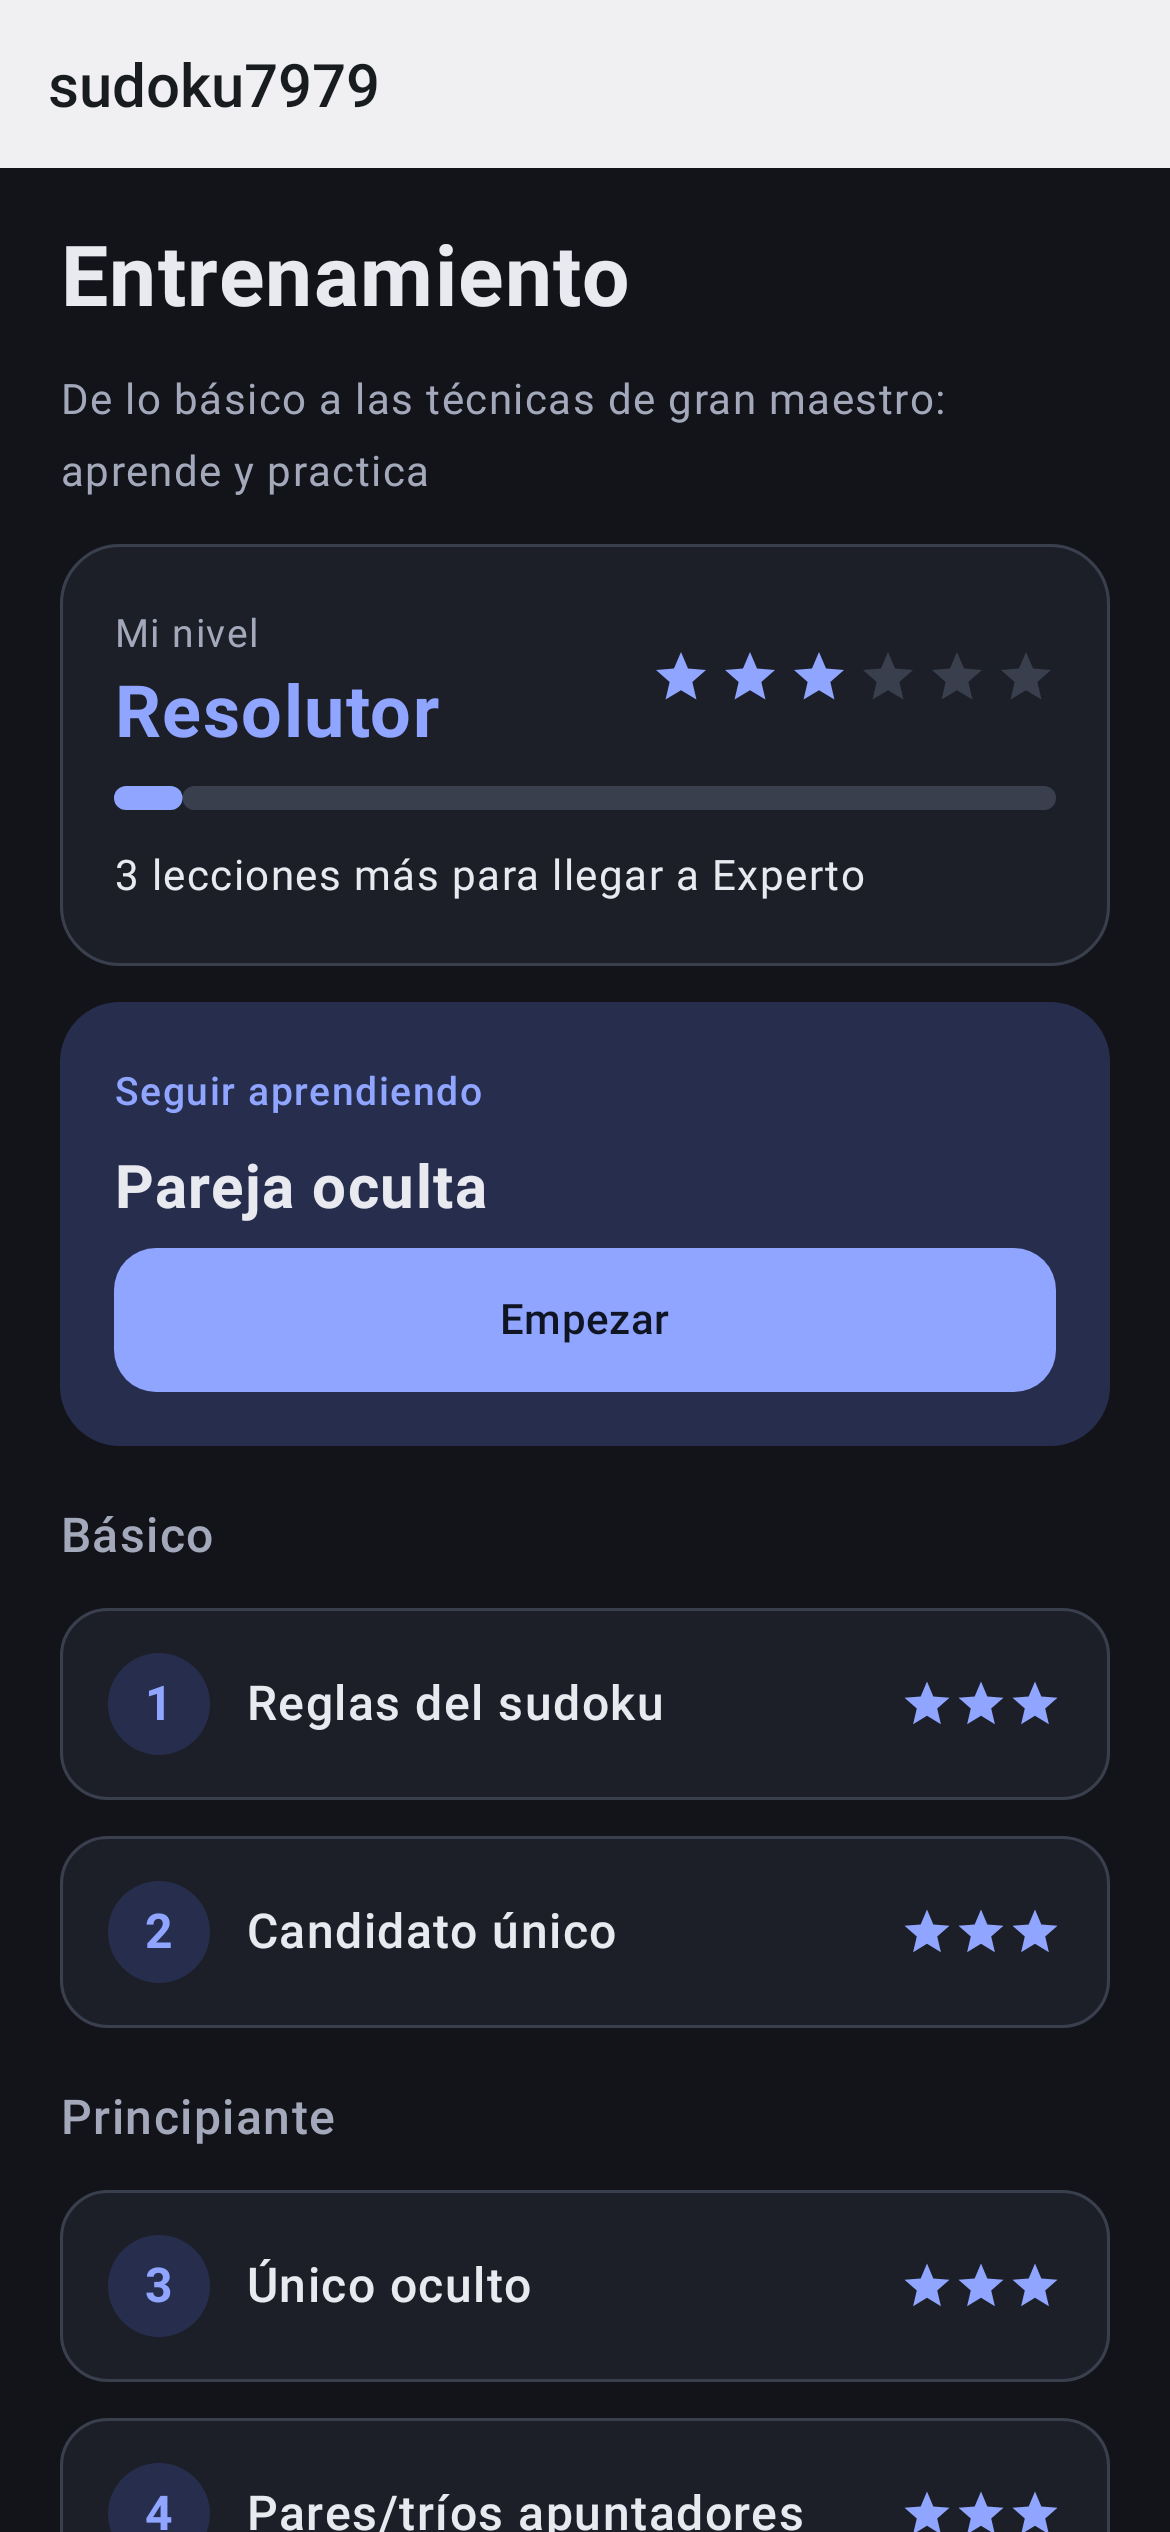 sudoku7979
Entrenamiento
De lo básico a las técnicas de gran maestro:
aprende y practica
Mi nivel
Resolutor
3 lecciones más para llegar a Experto
Seguir aprendiendo
Pareja oculta
Empezar
Básico
1 Reglas del sudoku
2 Candidato único
Principiante
3 Único oculto
4 Pares/tríos apuntadores